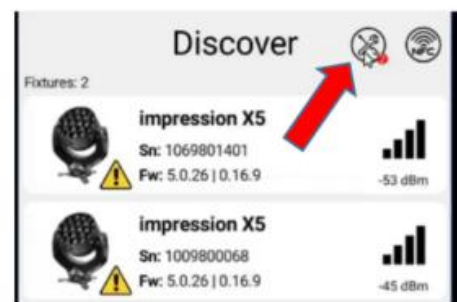 Discover
NFC
Fixtures: 2
impression X5
Sn: 1069801401
Fw: 5.0.26 | 0.16.9
-53 dBm
impression X5
Sn: 1009800068
Fw: 5.0.26 | 0.16.9
-45 dBm